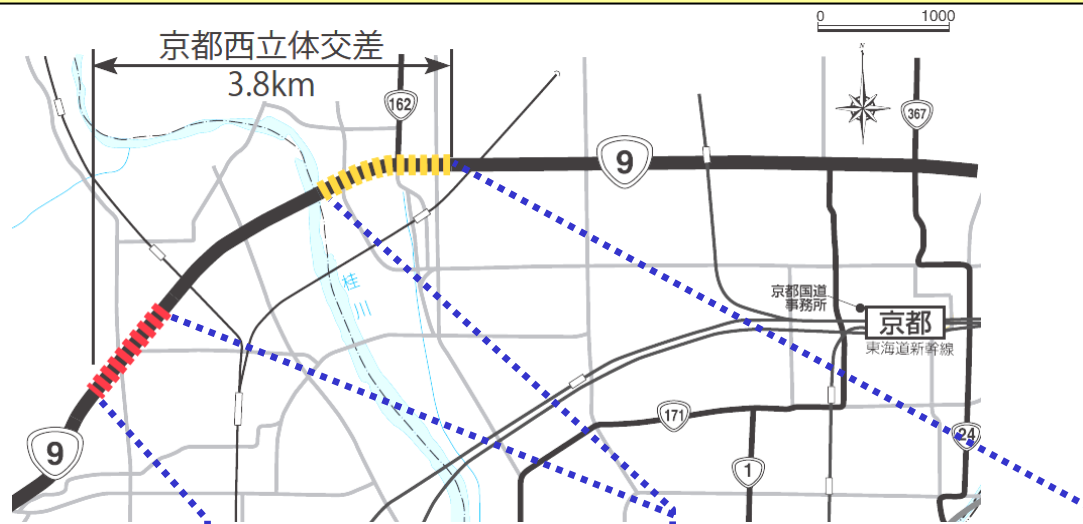 0 1000
京都西立体交差
3.8km
N
162
367
9
桂川
京都国道
事務所
京都
東海道新幹線
171
24
9
1